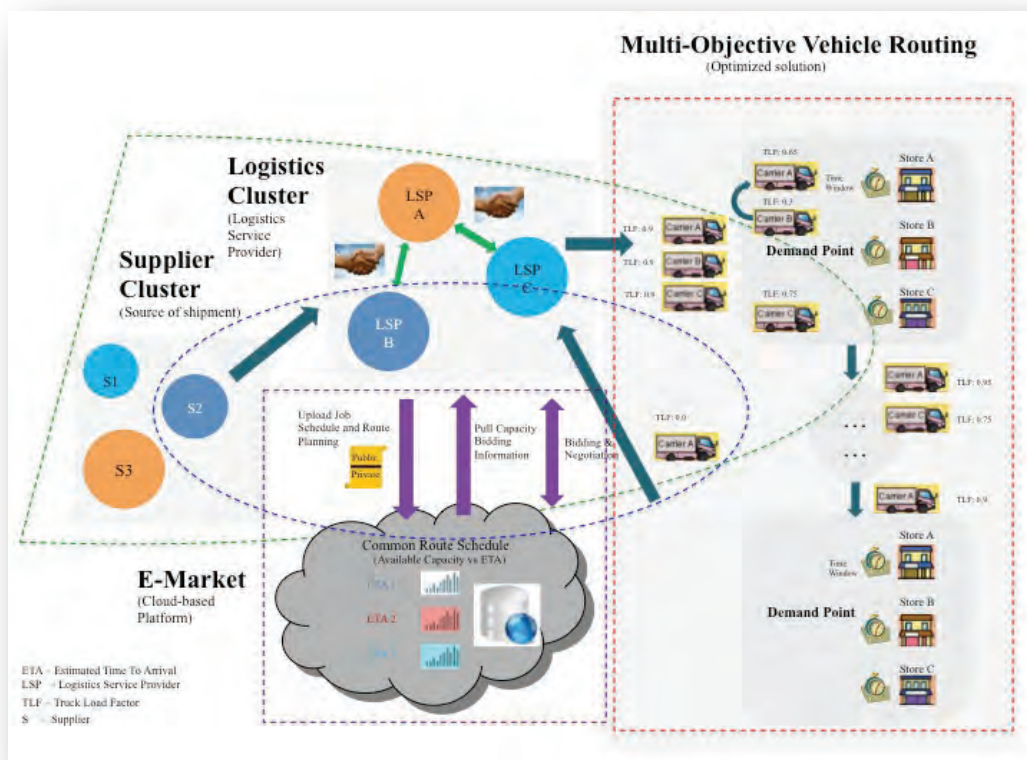 Multi-Objective Vehicle Routing
(Optimized solution)
Logistics
Cluster
(Logistics
Service
Provider)
LSP
A
LSP
C
LSP
B
Supplier
Cluster
(Source of shipment)
S1
S2
S3
TLF: 0.9
Carrier A
TLF: 0.9
Carrier B
TLF: 0.9
Carrier C
TLF: 0.65
Carrier A
TLF: 0.3
Carrier B
TLF: 0.75
Carrier C
Time
Window
Store A
Store B
Demand Point
Store C
Carrier A
TLF: 0.95
Carrier C
TLF: 0.75
...
...
Carrier A
TLF: 0.9
Upload Job
Schedule and Route
Planning
Public
Private
Pull Capacity
Bidding
Information
Bidding &
Negotiation
TLF: 0.0
Carrier A
E-Market
(Cloud-based
Platform)
Common Route Schedule
(Available Capacity vs ETA)
ETA 1
ETA 2
Time
Window
Store A
Store B
Demand Point
Store C
ETA – Estimated Time To Arrival
LSP – Logistics Service Provider
TLF – Truck Load Factor
S – Supplier